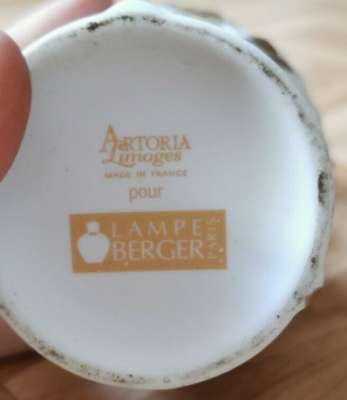 ARTORIA
Limoges
MADE IN FRANCE
pour
LAMPE
BERGER
PARIS